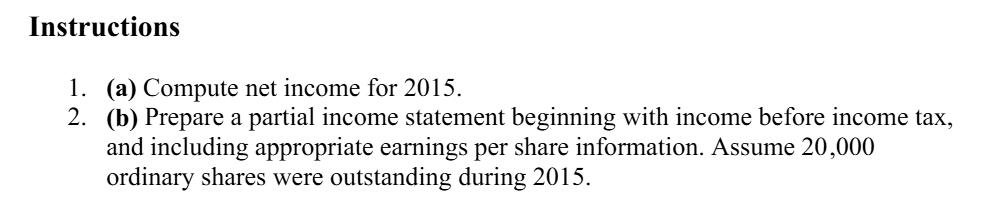 Instructions
1. (a) Compute net income for 2015.
2. (b) Prepare a partial income statement beginning with income before income tax,
and including appropriate earnings per share information. Assume 20,000
ordinary shares were outstanding during 2015.